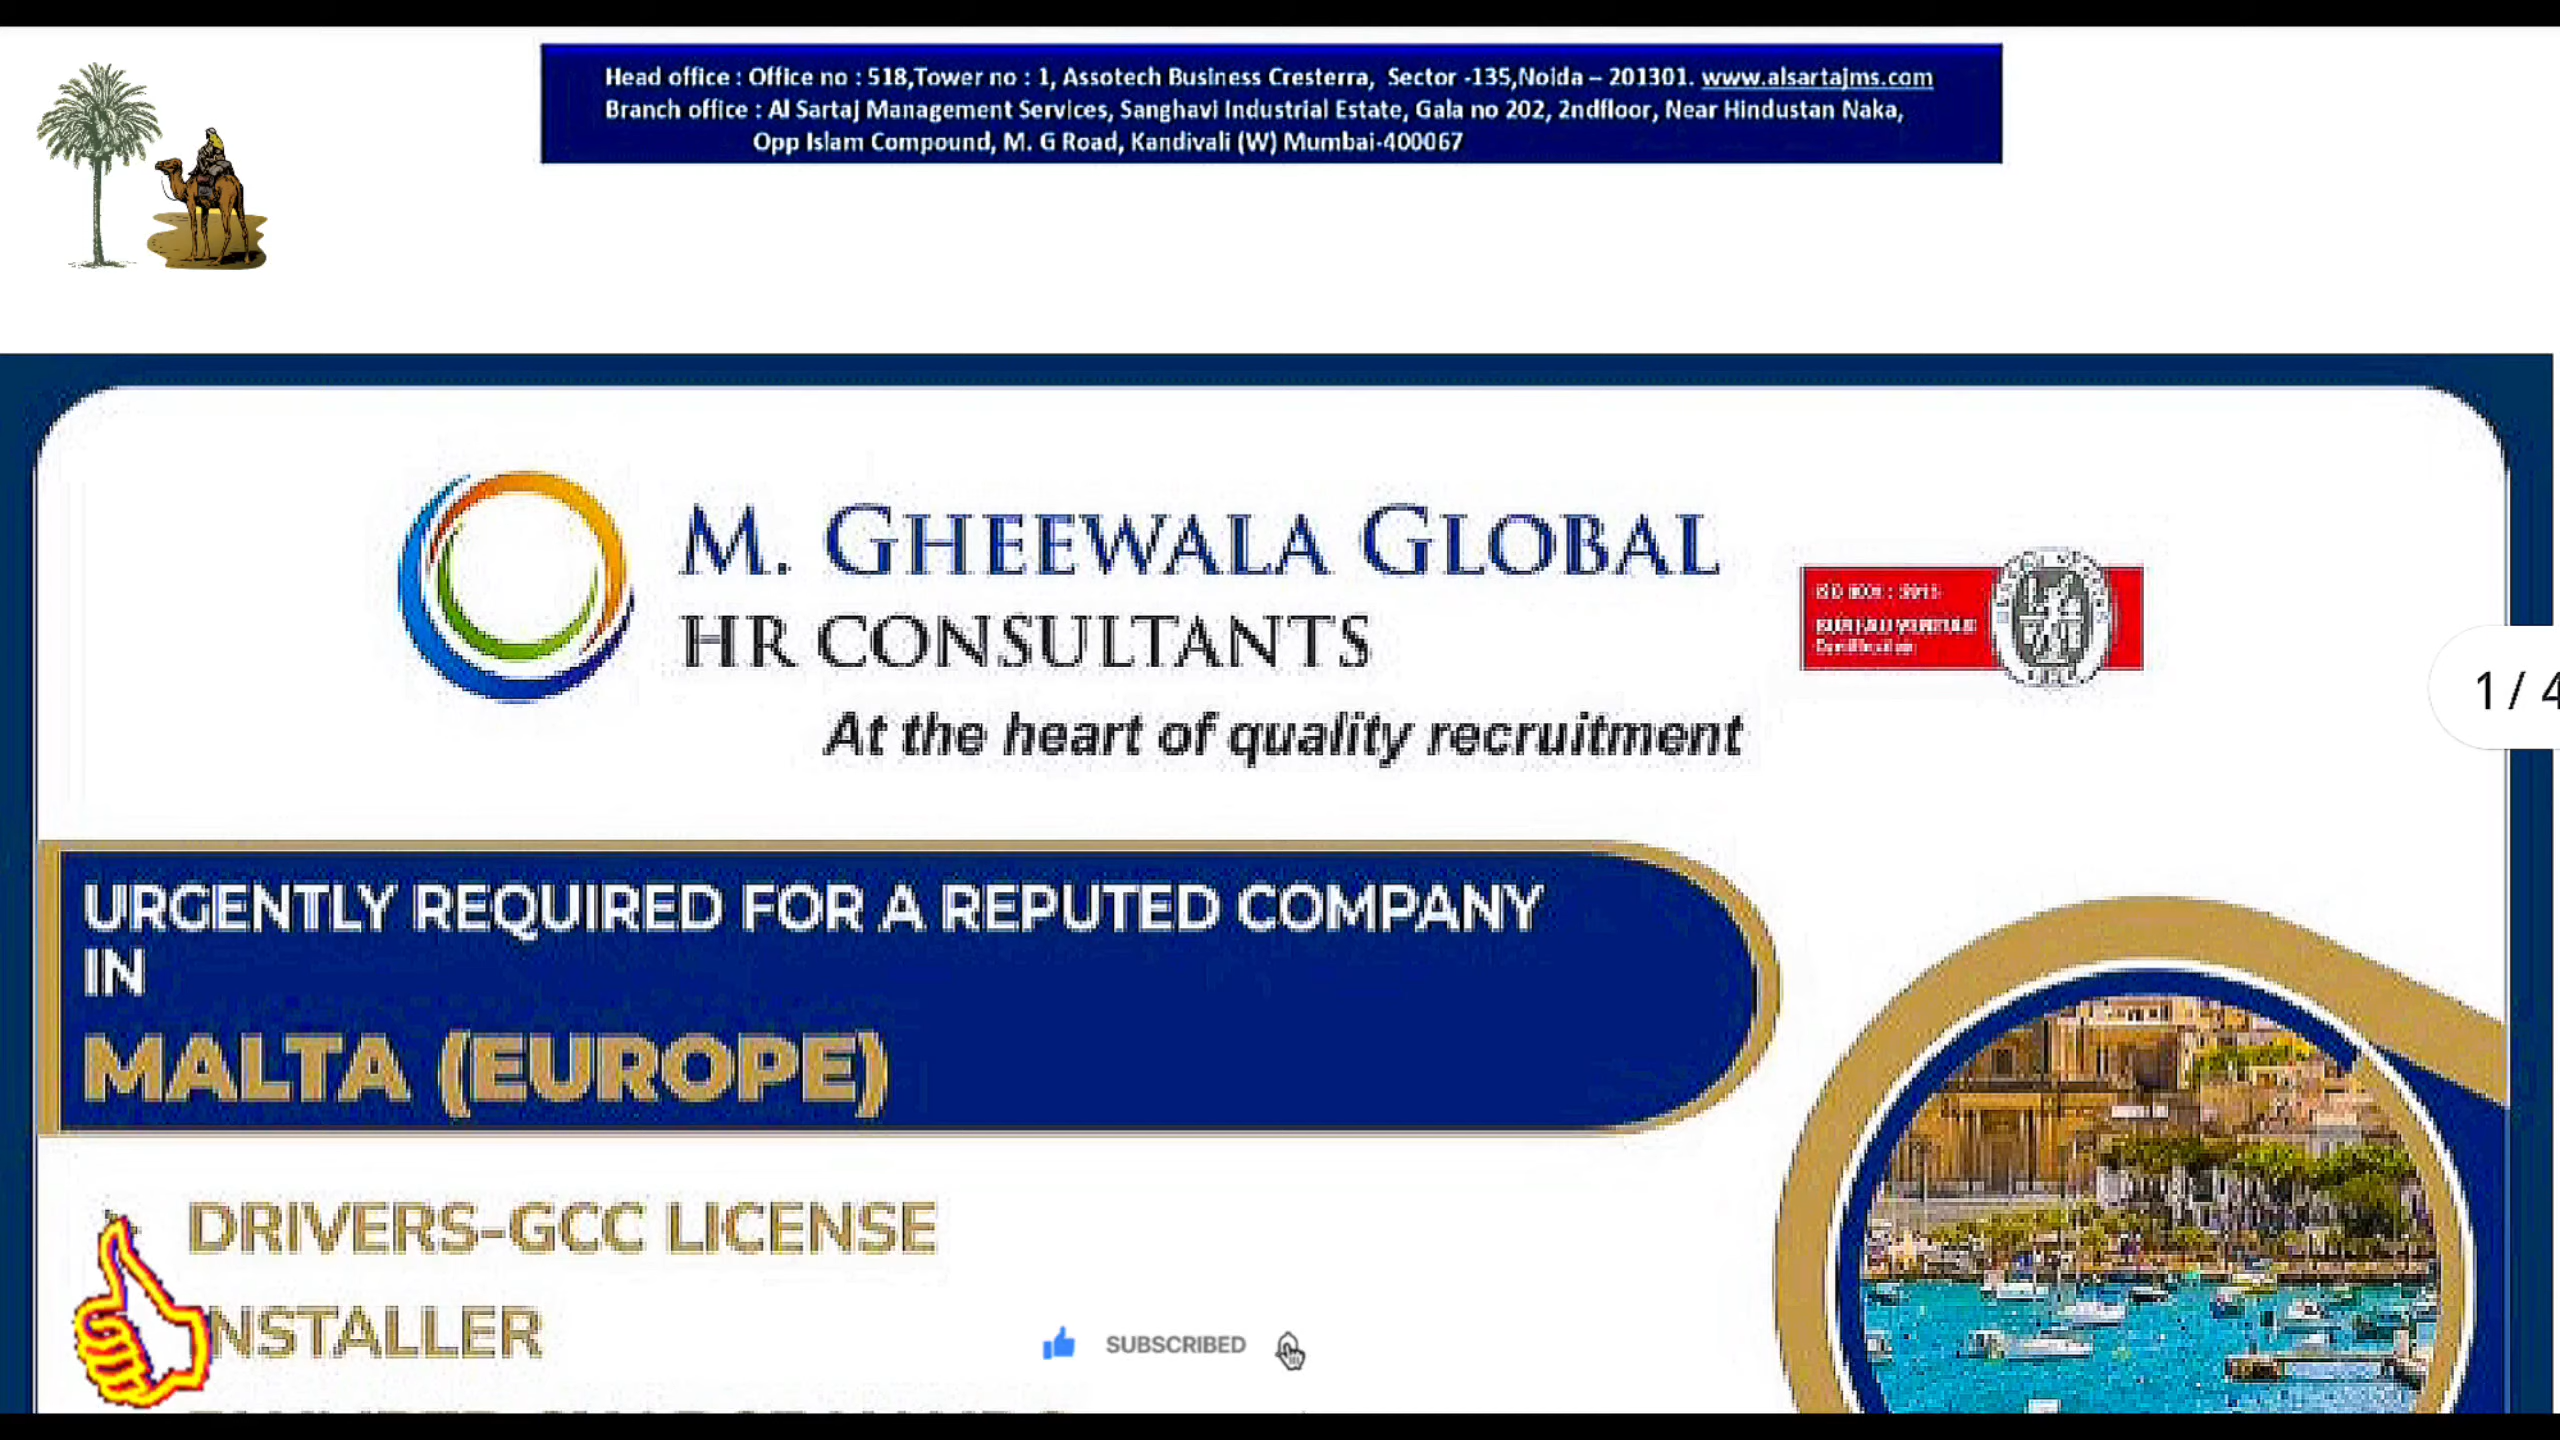 Head office : Office no : 518,Tower no : 1, Assotech Business Cresterra, Sector -135,Noida – 201301. www.alsartajms.com
Branch office : Al Sartaj Management Services, Sanghavi Industrial Estate, Gala no 202, 2ndfloor, Near Hindustan Naka,
Opp Islam Compound, M. G Road, Kandivali (W) Mumbai-400067
M. GHEEWALA GLOBAL
HR CONSULTANTS
At the heart of quality recruitment
BUREAU VERITAS
Certification
1 / 4
URGENTLY REQUIRED FOR A REPUTED COMPANY
IN
MALTA (EUROPE)
DRIVERS-GCC LICENSE
NSTALLER
SUBSCRIBED